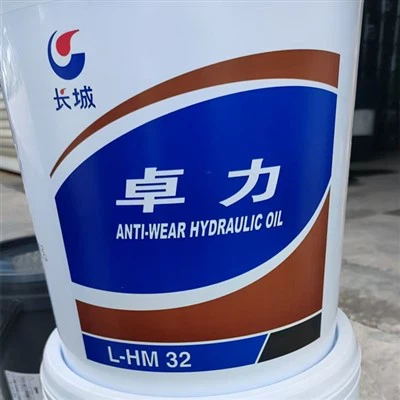 长城
卓力
ANTI-WEAR HYDRAULIC OIL
L-HM 32